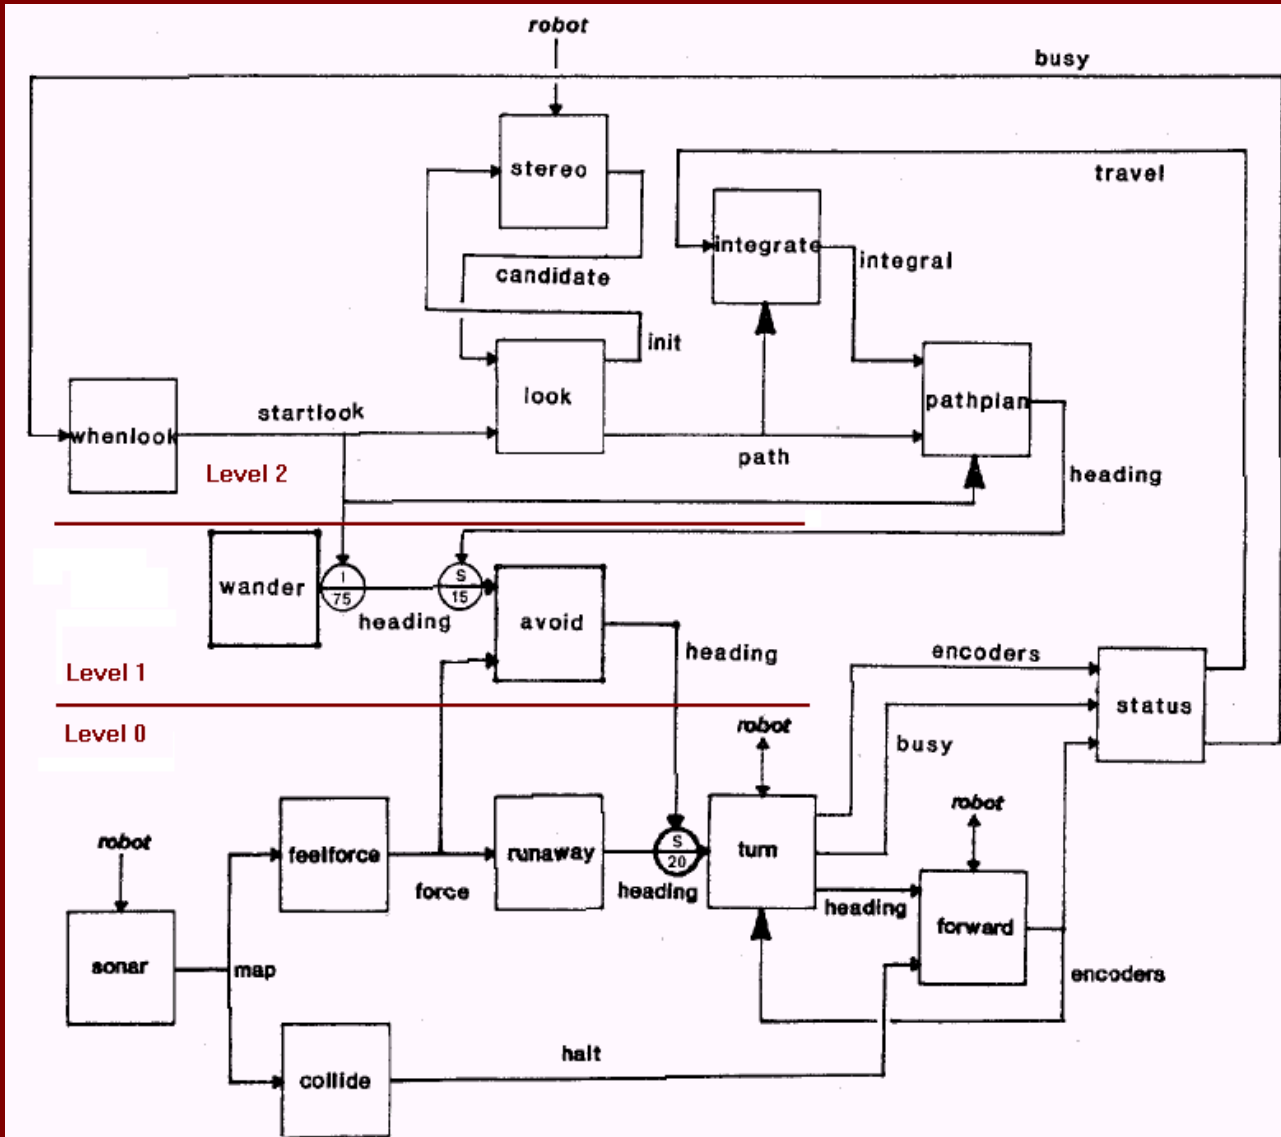 robot
busy
stereo
travel
integrate
integral
candidate
init
look
pathplan
startlook
whenlook
path
Level 2
heading
wander
I
75
S
15
heading
avoid
heading
encoders
Level 1
status
Level 0
robot
busy
robot
robot
feelforce
runaway
S
20
turn
force
heading
heading
forward
sonar
map
encoders
halt
collide